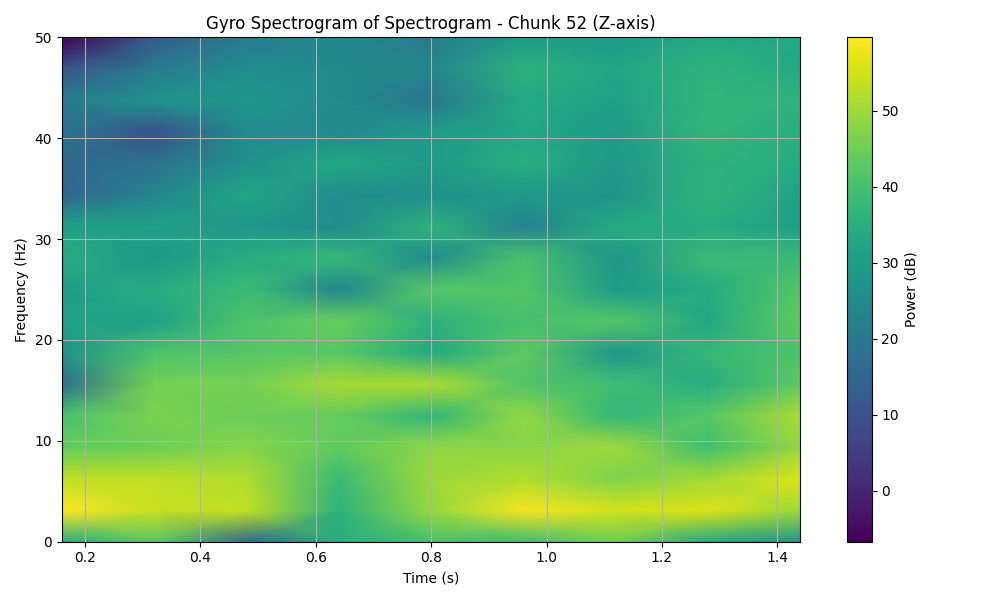 Gyro Spectrogram of Spectrogram - Chunk 52 (Z-axis)
50
40
30
20
10
0
Frequency (Hz)
0.2 0.4 0.6 0.8 1.0 1.2 1.4
Time (s)
50
40
30
20
10
0
Power (dB)